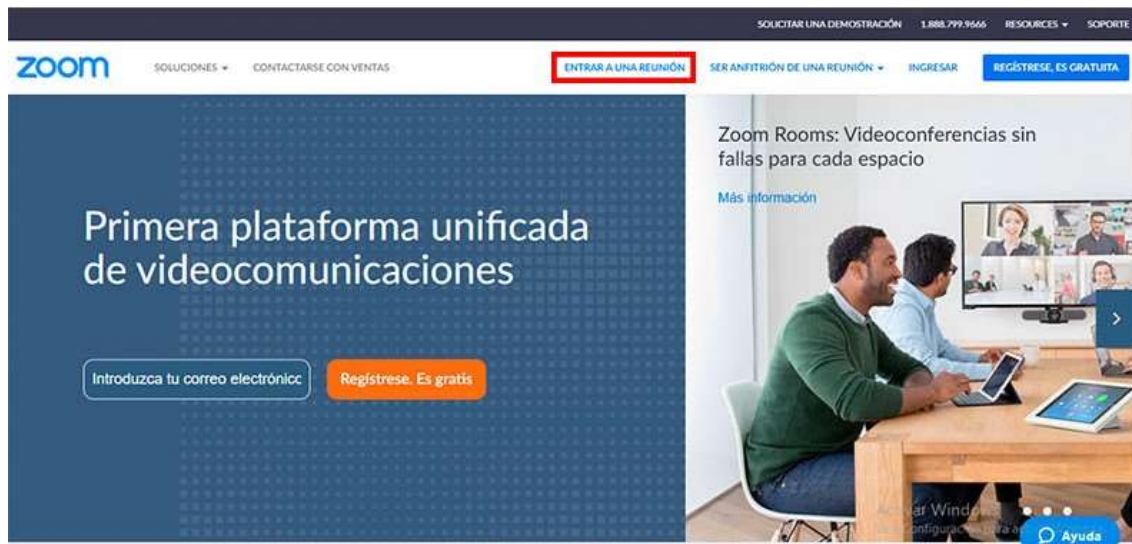 SOLICITAR UNA DEMOSTRACIÓN 1.888.799.9666 RESOURCES SOPORTE
zoom SOLUCIONES CONTACTARSE CON VENTAS ENTRAR A UNA REUNIÓN SER ANFITRIÓN DE UNA REUNIÓN INGRESAR REGÍSTRESE, ES GRATUITA
Primera plataforma unificada
de videocomunicaciones
Introduzca tu correo electrónicc Regístrese. Es gratis
Zoom Rooms: Videoconferencias sin
fallas para cada espacio
Más información
Ayuda